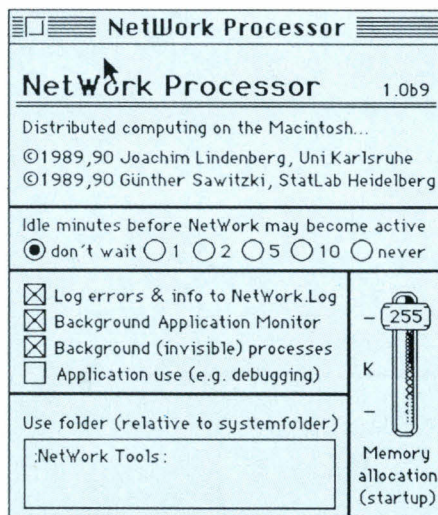 NetWork Processor
NetWork Processor 1.0b9
Distributed computing on the Macintosh...
©1989,90 Joachim Lindenberg, Uni Karlsruhe
©1989,90 Günther Sawitzki, StatLab Heidelberg
Idle minutes before NetWork may become active
don´t wait 1 2 5 10 never
Log errors & info to NetWork.Log
Background Application Monitor
Background (invisible) processes
Application use (e.g. debugging)
Use folder (relative to systemfolder)
:NetWork Tools:
255
K
Memory
allocation
(startup)